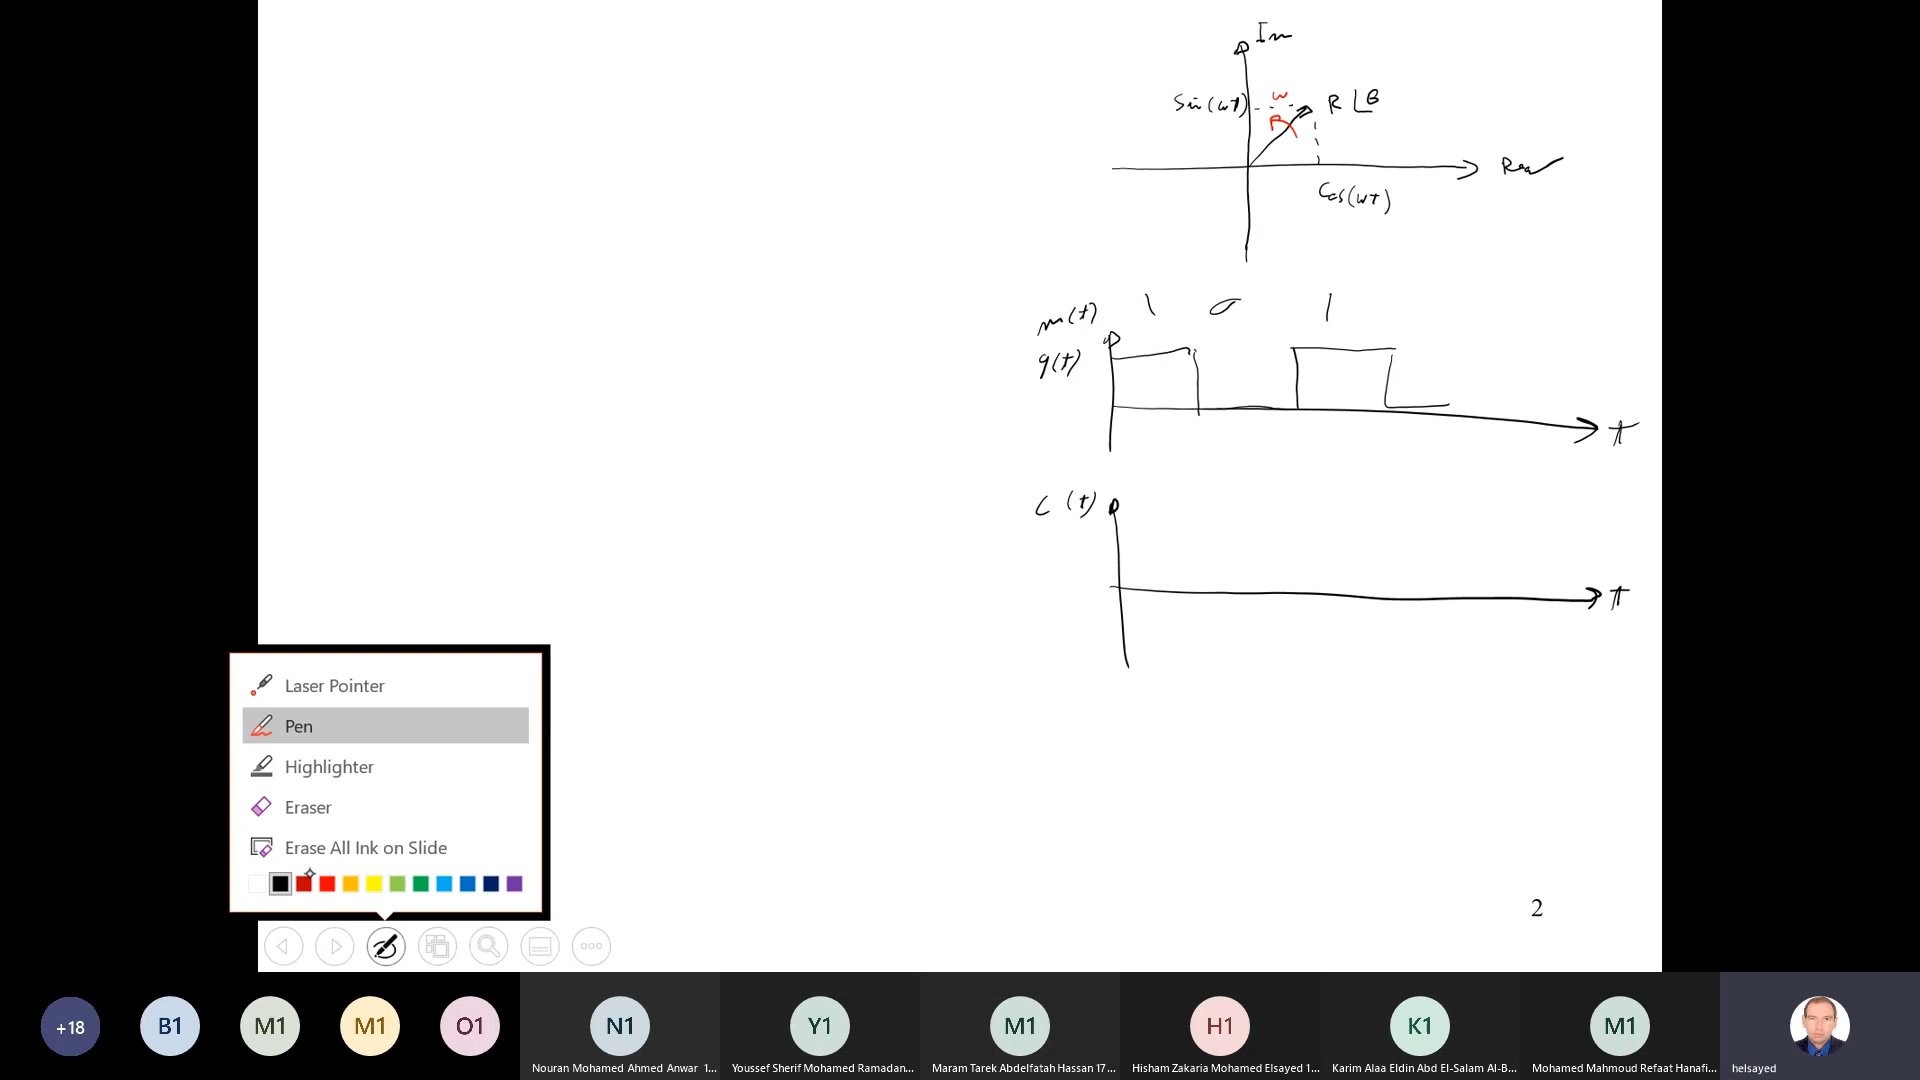 Im
Sin(wt)
w
R∠θ
Real
Cos(wt)
m(t)
1 0 1
g(t)
t
c(t)
t
Laser Pointer
Pen
Highlighter
Eraser
Erase All Ink on Slide
2
+18
B1
M1
M1
O1
N1
Y1
M1
H1
K1
M1
Nouran Mohamed Ahmed Anwar 1...
Youssef Sherif Mohamed Ramadan...
Maram Tarek Abdelfatah Hassan 17...
Hisham Zakaria Mohamed Elsayed 1...
Karim Alaa Eldin Abd El-Salam Al-B...
Mohamed Mahmoud Refaat Hanafi...
helsayed